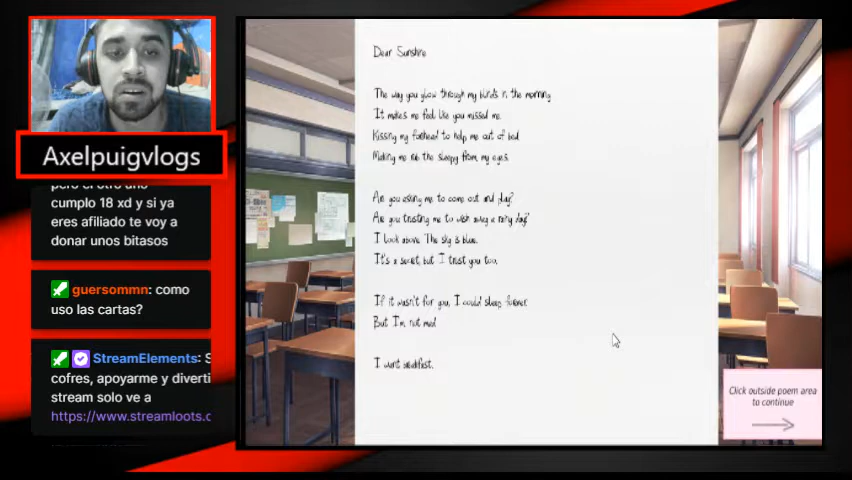 Axelpuigvlogs
pero el otro año
cumplo 18 xd y si ya
eres afiliado te voy a
donar unos bitasos
guersommn: como
uso las cartas?
StreamElements: S
cofres, apoyarme y diverti
stream solo ve a
https://www.streamloots.c
Dear Sunshine
The way you glow through my blinds in the morning
It makes me feel like you missed me.
Kissing my forehead to help me out of bed
Making me rub the sleepy from my eyes.
Are you asking me to come out and play?
Are you trusting me to wish away a rainy day?
I look above. The sky is blue.
It's a secret, but I trust you too.
If it wasn't for you, I could sleep forever.
But I'm not mad
I want breakfast.
Click outside poem area
to continue